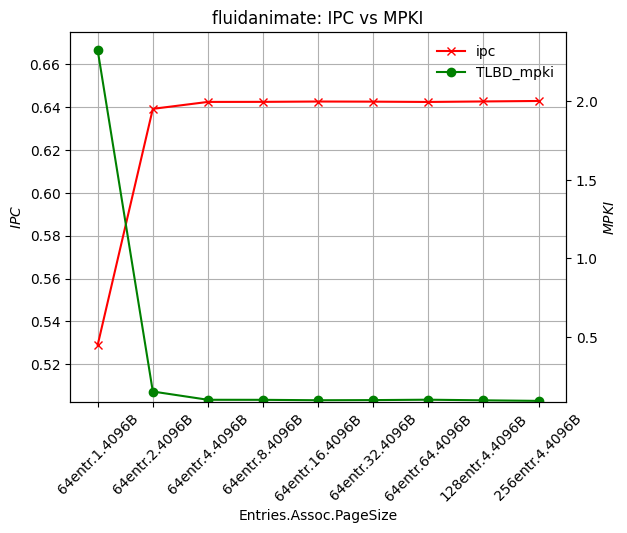 fluidanimate: IPC vs MPKI
ipc
TLBD_mpki
0.66
0.64
0.62
0.60
0.58
0.56
0.54
0.52
IPC
2.0
1.5
1.0
0.5
MPKI
64entr.1.4096B
64entr.2.4096B
64entr.4.4096B
64entr.8.4096B
64entr.16.4096B
64entr.32.4096B
64entr.64.4096B
128entr.4.4096B
256entr.4.4096B
Entries.Assoc.PageSize